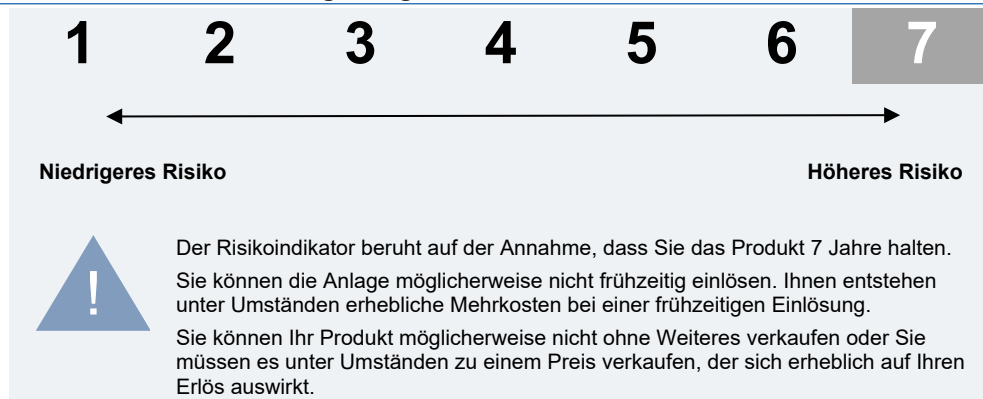 1 2 3 4 5 6 7
Niedrigeres Risiko Höheres Risiko
!
Der Risikoindikator beruht auf der Annahme, dass Sie das Produkt 7 Jahre halten.
Sie können die Anlage möglicherweise nicht frühzeitig einlösen. Ihnen entstehen
unter Umständen erhebliche Mehrkosten bei einer frühzeitigen Einlösung.
Sie können Ihr Produkt möglicherweise nicht ohne Weiteres verkaufen oder Sie
müssen es unter Umständen zu einem Preis verkaufen, der sich erheblich auf Ihren
Erlös auswirkt.